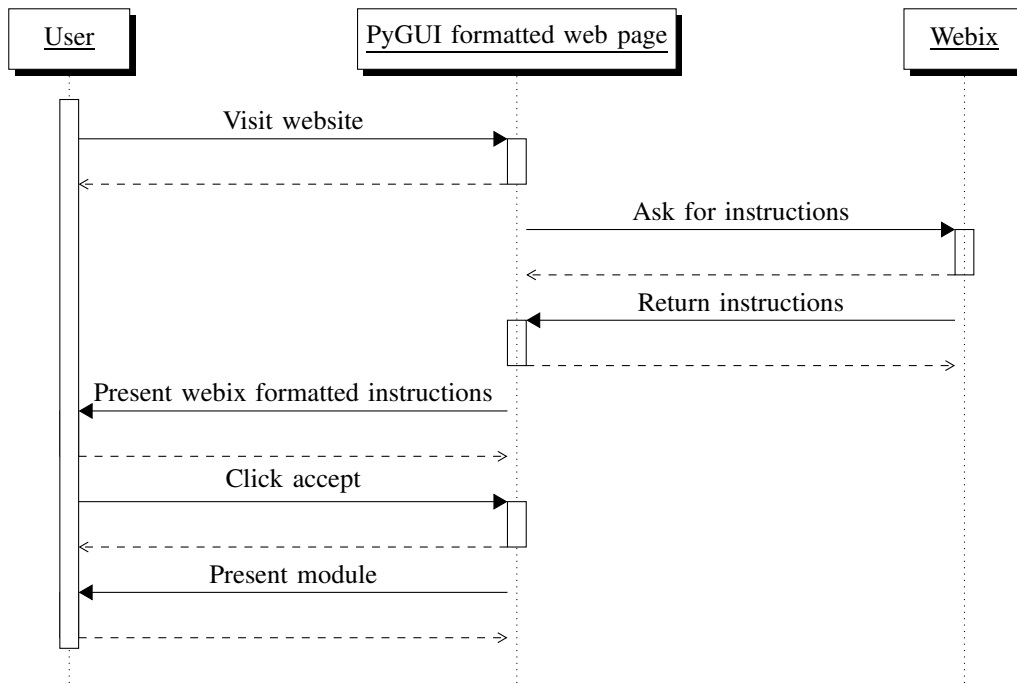 User
PyGUI formatted web page
Webix
Visit website
Ask for instructions
Return instructions
Present webix formatted instructions
Click accept
Present module